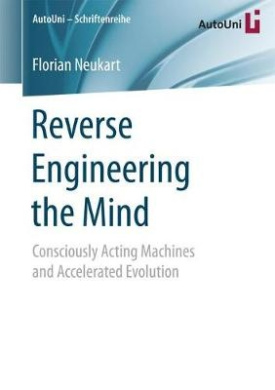 AutoUni – Schriftenreihe
AutoUni
Florian Neukart
Reverse
Engineering
the Mind
Consciously Acting Machines
and Accelerated Evolution